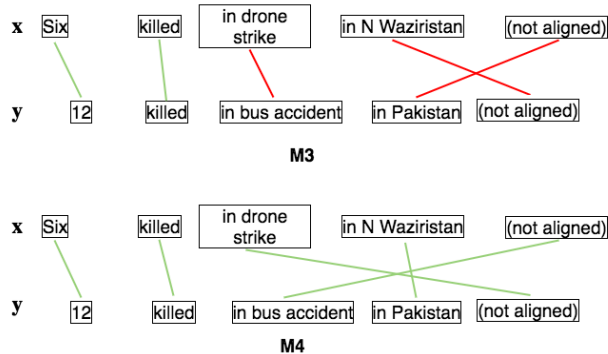 x Six killed in drone strike in N Waziristan (not aligned)
y 12 killed in bus accident in Pakistan (not aligned)
M3
x Six killed in drone strike in N Waziristan (not aligned)
y 12 killed in bus accident in Pakistan (not aligned)
M4